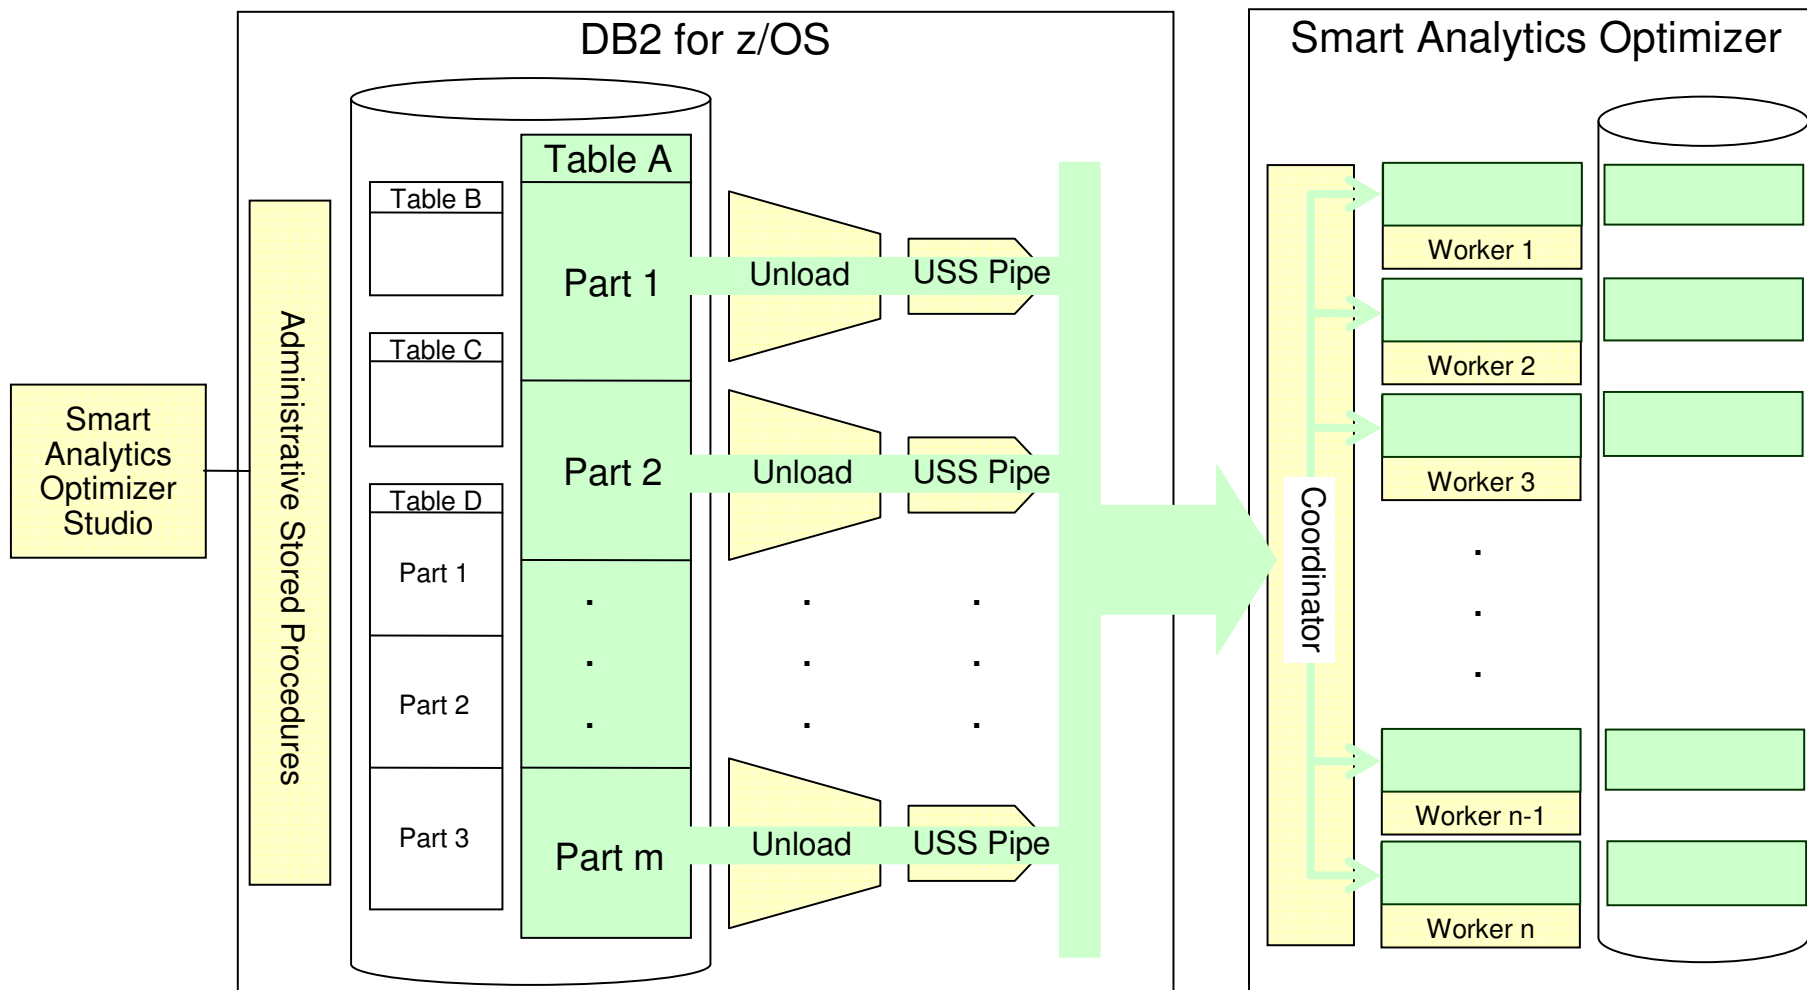 DB2 for z/OS
Smart Analytics Optimizer
Smart
Analytics
Optimizer
Studio
Administrative Stored Procedures
Table B
Table C
Table D
Part 1
Part 2
Part 3
Table A
Part 1
Part 2
.
.
.
Part m
Unload
USS Pipe
Unload
USS Pipe
.
.
.
.
.
.
Unload
USS Pipe
Coordinator
Worker 1
Worker 2
Worker 3
.
.
.
Worker n-1
Worker n